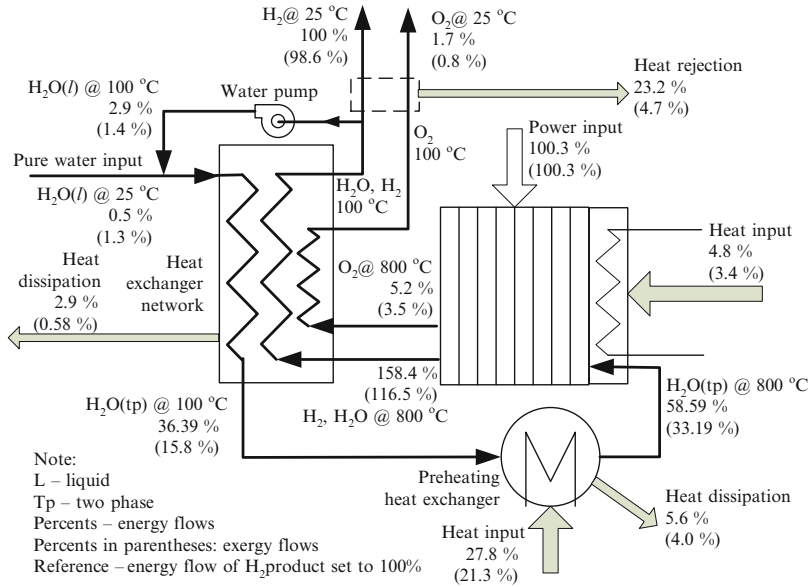 H2@ 25 °C
100 %
(98.6 %)
O2@ 25 °C
1.7 %
(0.8 %)
Heat rejection
23.2 %
(4.7 %)
H2O(l) @ 100 °C
2.9 %
(1.4 %)
Water pump
O2
100 °C
Power input
100.3 %
(100.3 %)
Pure water input
H2O(l) @ 25 °C
0.5 %
(1.3 %)
H2O, H2
100 °C
Heat
dissipation
2.9 %
(0.58 %)
Heat
exchanger
network
O2@ 800 °C
5.2 %
(3.5 %)
Heat input
4.8 %
(3.4 %)
158.4 %
(116.5 %)
H2, H2O @ 800 °C
H2O(tp) @ 800 °C
58.59 %
(33.19 %)
H2O(tp) @ 100 °C
36.39 %
(15.8 %)
Preheating
heat exchanger
Heat dissipation
5.6 %
(4.0 %)
Heat input
27.8 %
(21.3 %)
Note:
L – liquid
Tp – two phase
Percents – energy flows
Percents in parentheses: exergy flows
Reference – energy flow of H2product set to 100%